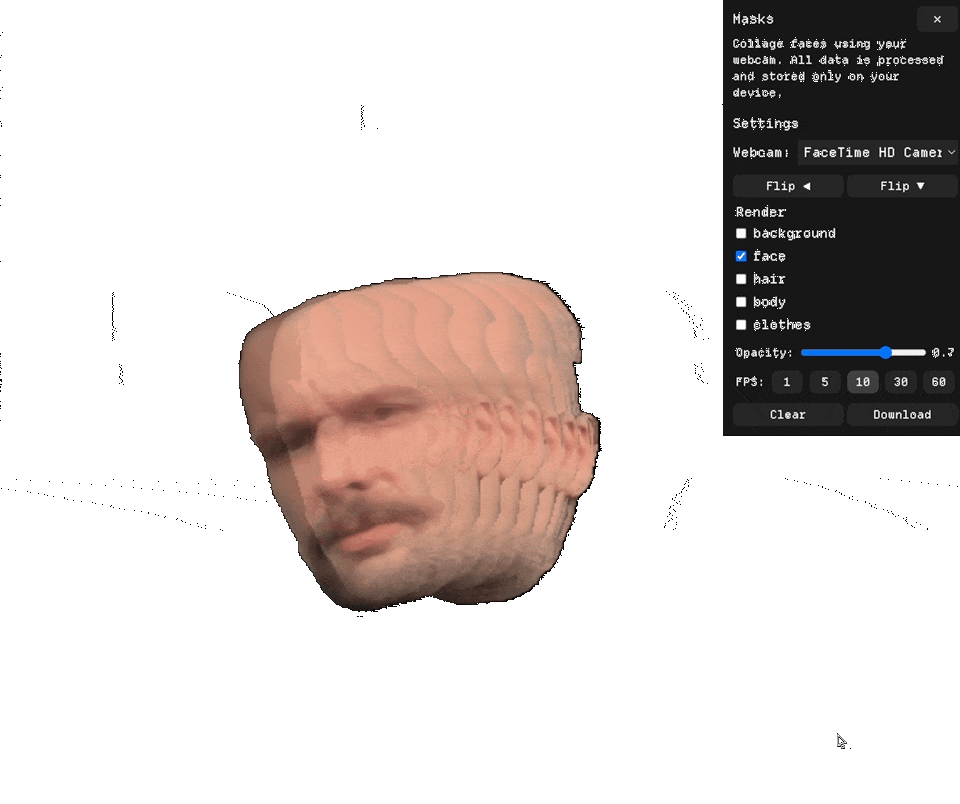 Masks
Collage faces using your
webcam. All data is processed
and stored only on your
device.
Settings
Webcam: FaceTime HD Camer
Flip ◀ Flip ▼
Render
background
face
hair
body
clothes
Opacity: 0.7
FPS: 1 5 10 30 60
Clear Download